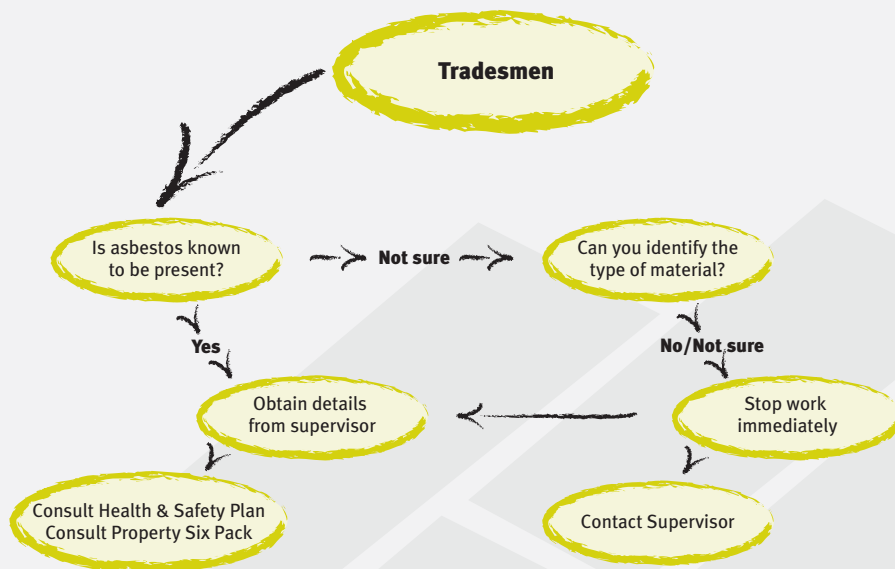 Tradesmen
Is asbestos known
to be present?
Not sure
Can you identify the
type of material?
Yes
No/Not sure
Obtain details
from supervisor
Stop work
immediately
Consult Health & Safety Plan
Consult Property Six Pack
Contact Supervisor